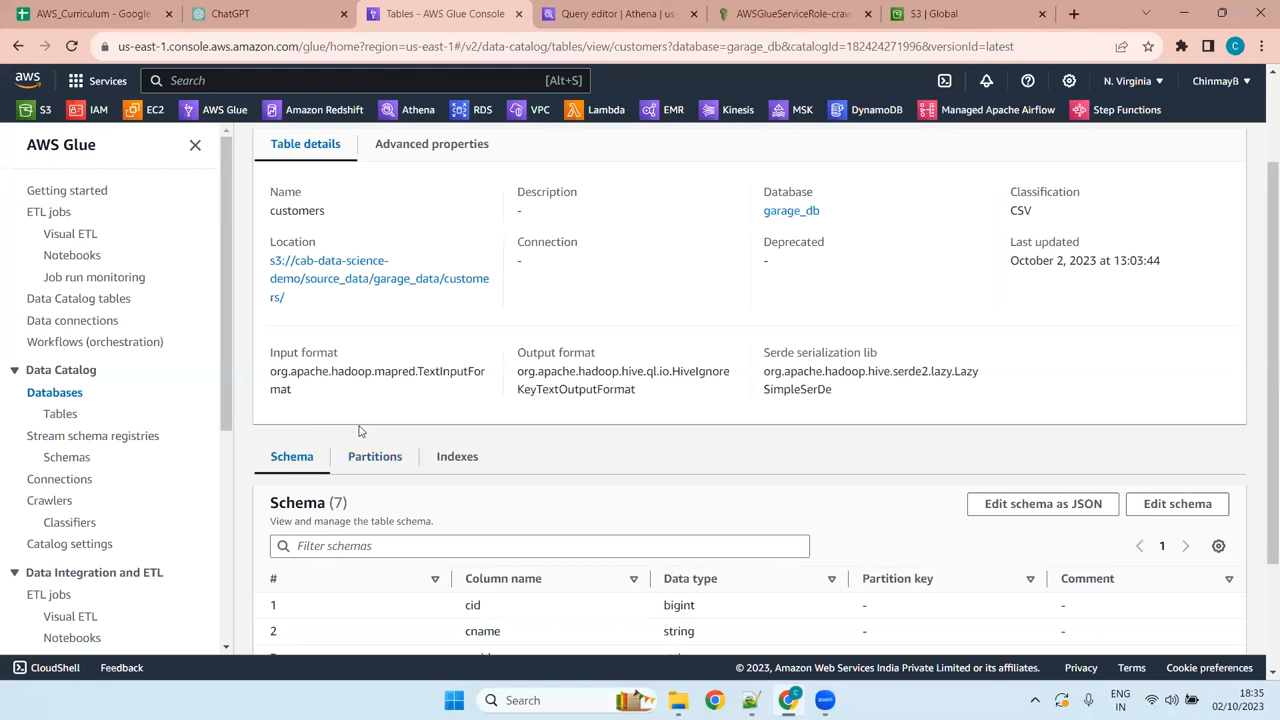 AWS_Curriculum - Google
ChatGPT
Tables - AWS Glue Console
Query editor | Athena | us-
AWSGlueServiceRole-craw
S3 | Global
us-east-1.console.aws.amazon.com/glue/home?region=us-east-1#/v2/data-catalog/tables/view/customers?database=garage_db&catalogId=182424271996&versionId=latest
C
aws
Services
Search
[Alt+S]
N. Virginia
ChinmayB
S3
IAM
EC2
AWS Glue
Amazon Redshift
Athena
RDS
VPC
Lambda
EMR
Kinesis
MSK
DynamoDB
Managed Apache Airflow
Step Functions
AWS Glue
Getting started
ETL jobs
Visual ETL
Notebooks
Job run monitoring
Data Catalog tables
Data connections
Workflows (orchestration)
Data Catalog
Databases
Tables
Stream schema registries
Schemas
Connections
Crawlers
Classifiers
Catalog settings
Data Integration and ETL
ETL jobs
Visual ETL
Notebooks
Table details
Advanced properties
Name
customers
Description
-
Database
garage_db
Classification
CSV
Location
s3://cab-data-science-
demo/source_data/garage_data/custome
rs/
Connection
-
Deprecated
-
Last updated
October 2, 2023 at 13:03:44
Input format
org.apache.hadoop.mapred.TextInputFor
mat
Output format
org.apache.hadoop.hive.ql.io.HiveIgnore
KeyTextOutputFormat
Serde serialization lib
org.apache.hadoop.hive.serde2.lazy.Lazy
SimpleSerDe
Schema
Partitions
Indexes
Schema (7)
View and manage the table schema.
Edit schema as JSON
Edit schema
Filter schemas
1
# Column name Data type Partition key Comment
1 cid bigint - -
2 cname string - -
CloudShell
Feedback
© 2023, Amazon Web Services India Private Limited or its affiliates.
Privacy
Terms
Cookie preferences
Search
ENG
IN
18:35
02/10/2023